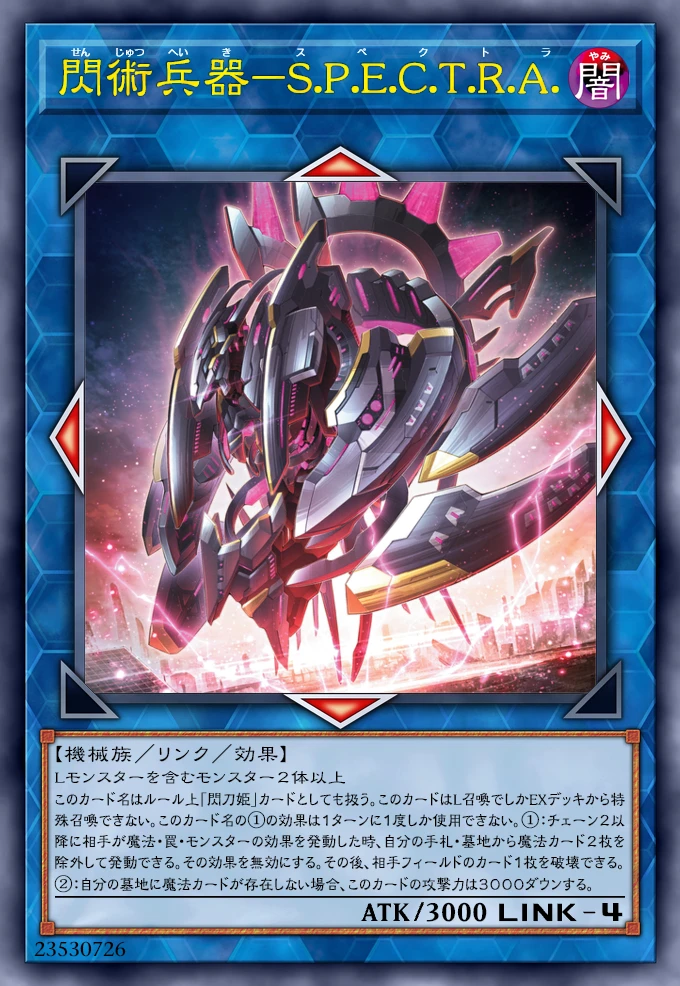 せん じゅつ へい き スペクトラ
閃術兵器－S.P.E.C.T.R.A.
やみ
闇
【機械族／リンク／効果】
Lモンスターを含むモンスター２体以上
このカード名はルール上「閃刀姫」カードとしても扱う。このカードはL召喚でしかEXデッキから特
殊召喚できない。このカード名の①の効果は１ターンに１度しか使用できない。①：チェーン２以
降に相手が魔法・罠・モンスターの効果を発動した時、自分の手札・墓地から魔法カード２枚を
除外して発動できる。その効果を無効にする。その後、相手フィールドのカード１枚を破壊できる。
②：自分の墓地に魔法カードが存在しない場合、このカードの攻撃力は３０００ダウンする。
ATK/3000 LINK－4
23530726